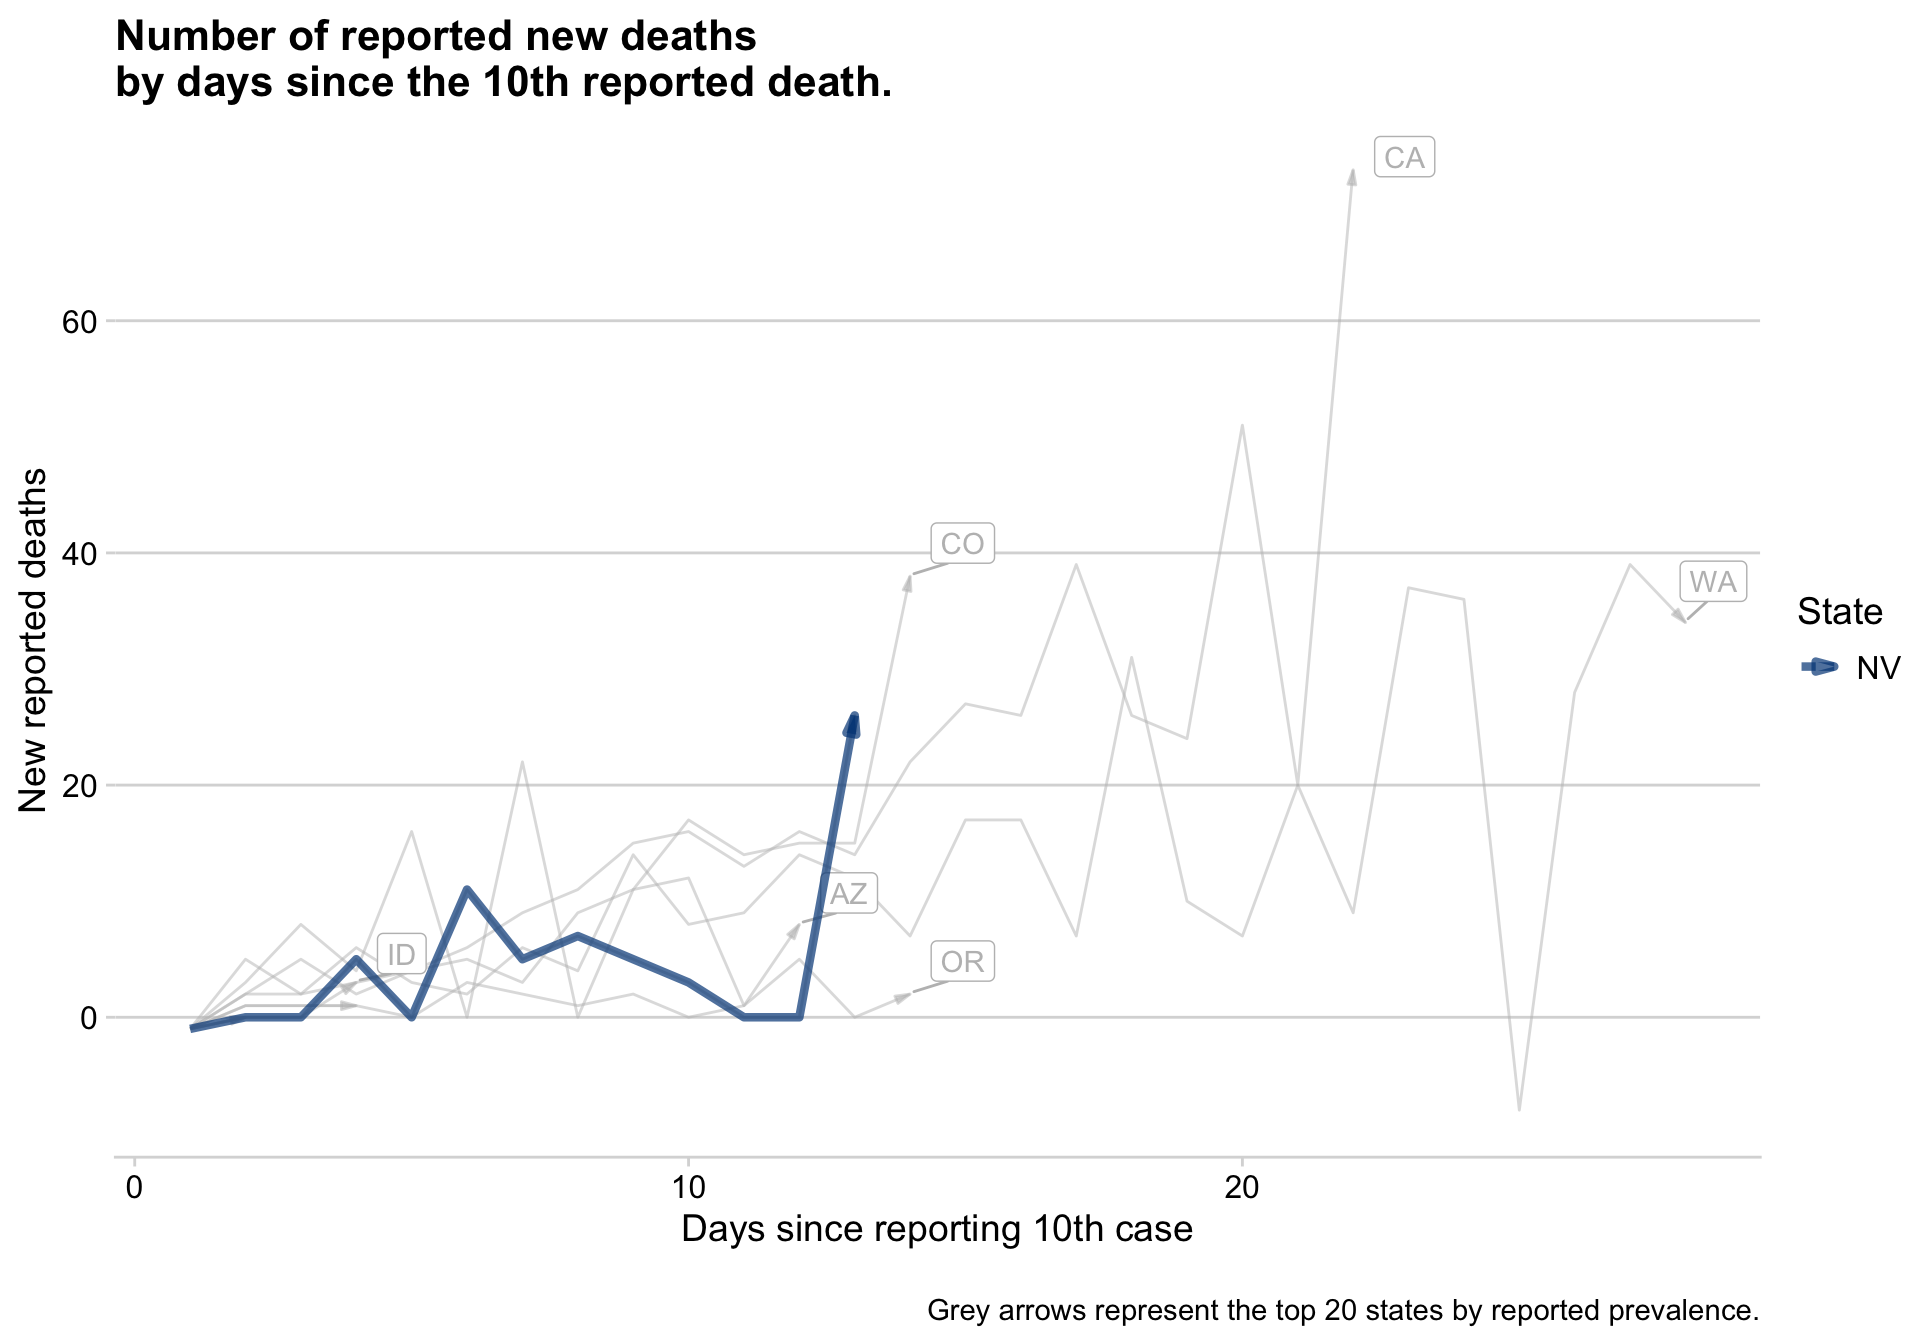 Number of reported new deaths
by days since the 10th reported death.
CA
60
CO
40
WA
New reported deaths
State
NV
20
AZ
ID
OR
0
0
10
20
Days since reporting 10th case
Grey arrows represent the top 20 states by reported prevalence.